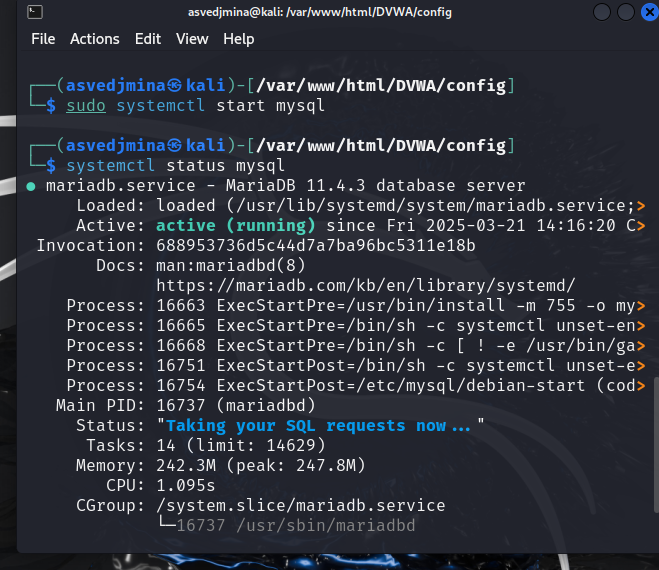 asvedjmina@kali: /var/www/html/DVWA/config
File Actions Edit View Help
┌──(asvedjmina㉿kali)-[/var/www/html/DVWA/config]
└─$ sudo systemctl start mysql
┌──(asvedjmina㉿kali)-[/var/www/html/DVWA/config]
└─$ systemctl status mysql
● mariadb.service - MariaDB 11.4.3 database server
Loaded: loaded (/usr/lib/systemd/system/mariadb.service;>
Active: active (running) since Fri 2025-03-21 14:16:20 C>
Invocation: 688953736d5c44d7a7ba96bc5311e18b
Docs: man:mariadbd(8)
https://mariadb.com/kb/en/library/systemd/
Process: 16663 ExecStartPre=/usr/bin/install -m 755 -o my>
Process: 16665 ExecStartPre=/bin/sh -c systemctl unset-en>
Process: 16668 ExecStartPre=/bin/sh -c [ ! -e /usr/bin/ga>
Process: 16751 ExecStartPost=/bin/sh -c systemctl unset-e>
Process: 16754 ExecStartPost=/etc/mysql/debian-start (cod>
Main PID: 16737 (mariadbd)
Status: "Taking your SQL requests now..."
Tasks: 14 (limit: 14629)
Memory: 242.3M (peak: 247.8M)
CPU: 1.095s
CGroup: /system.slice/mariadb.service
└─16737 /usr/sbin/mariadbd